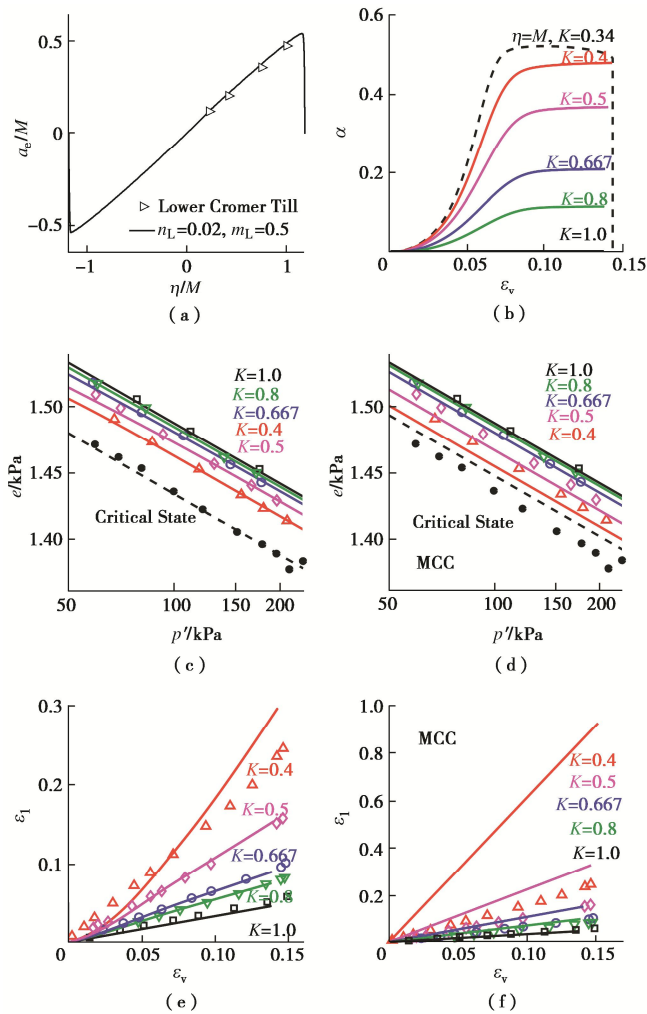 0.5
0
−0.5
aₑ/M
▷ Lower Cromer Till
— n_L=0.02, m_L=0.5
−1 0 1
η/M
(a)
0.6
0.4
0.2
α
η=M, K=0.34
K=0.4
K=0.5
K=0.667
K=0.8
K=1.0
0.05 0.10 0.15
εᵥ
(b)
1.50
1.45
1.40
e/kPa
K=1.0
K=0.8
K=0.667
K=0.4
K=0.5
Critical State
50 100 150 200
p′/kPa
(c)
1.50
1.45
1.40
e/kPa
K=1.0
K=0.8
K=0.667
K=0.5
K=0.4
Critical State
MCC
50 100 150 200
p′/kPa
(d)
0.3
0.2
0.1
ε₁
K=0.4
K=0.5
K=0.667
K=0.8
K=1.0
0 0.05 0.10 0.15
εᵥ
(e)
1.0
0.8
0.6
0.4
0.2
ε₁
MCC
K=0.4
K=0.5
K=0.667
K=0.8
K=1.0
0 0.05 0.10 0.15
εᵥ
(f)